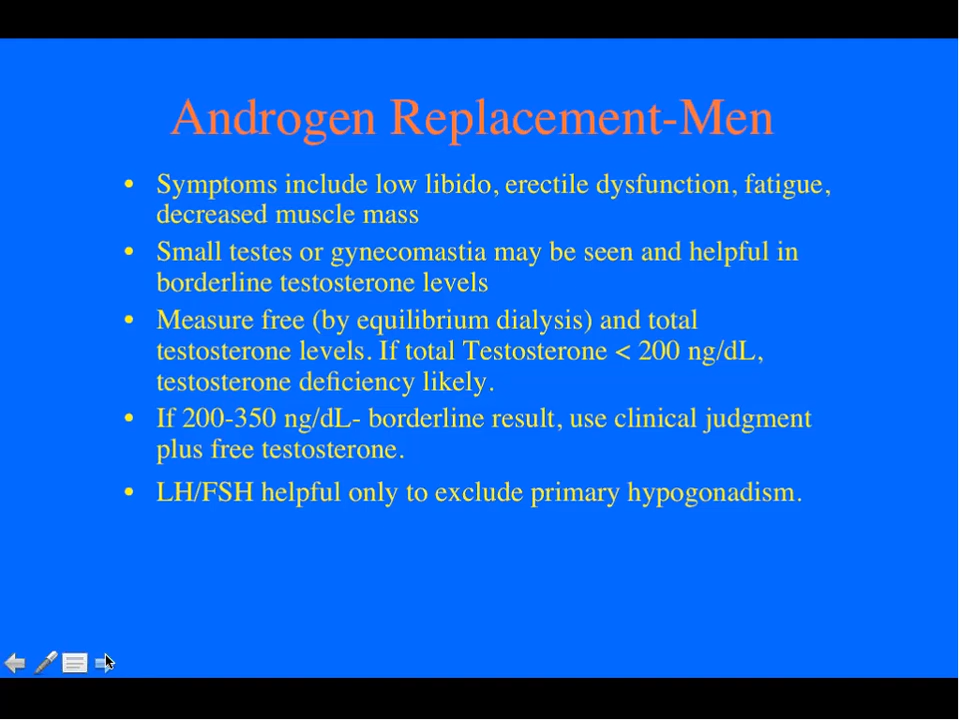 Androgen Replacement-Men
• Symptoms include low libido, erectile dysfunction, fatigue,
decreased muscle mass
• Small testes or gynecomastia may be seen and helpful in
borderline testosterone levels
• Measure free (by equilibrium dialysis) and total
testosterone levels. If total Testosterone < 200 ng/dL,
testosterone deficiency likely.
• If 200-350 ng/dL- borderline result, use clinical judgment
plus free testosterone.
• LH/FSH helpful only to exclude primary hypogonadism.